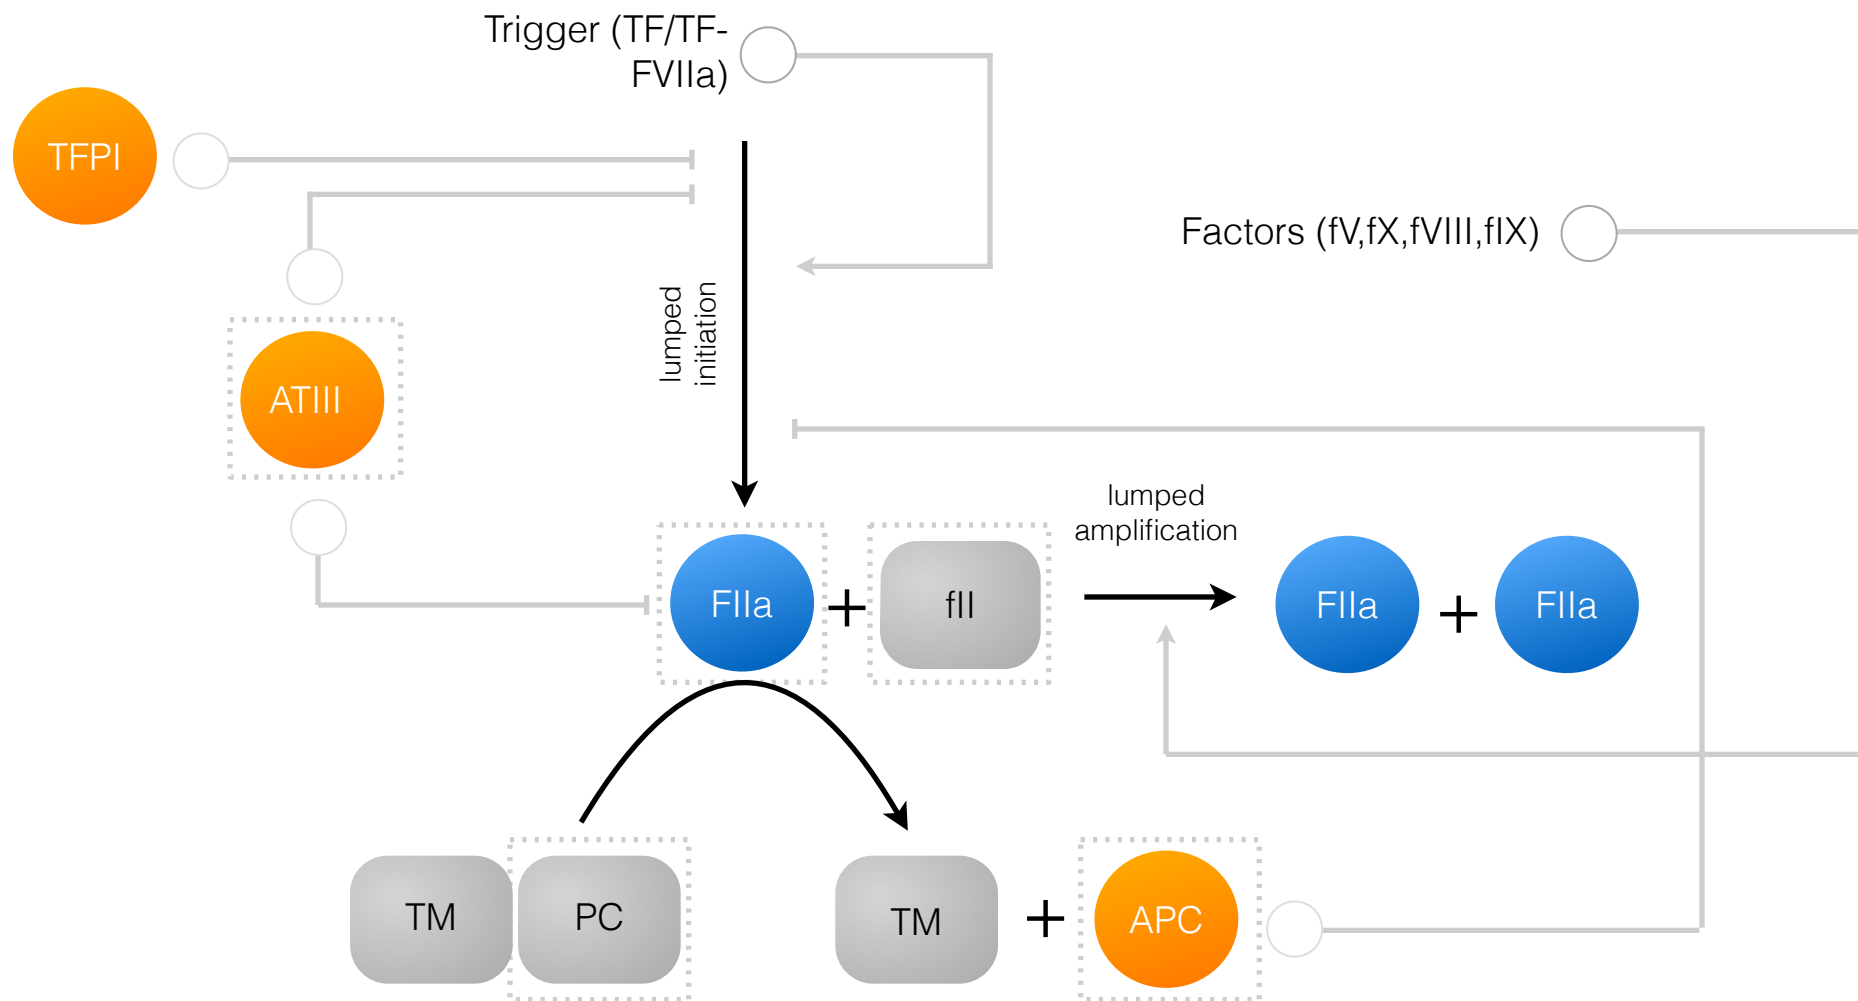 Trigger (TF/TF-
FVIIa)
TFPI
Factors (fV,fX,fVIII,fIX)
lumped
initiation
ATIII
lumped
amplification
FIIa
+
fII
FIIa
+
FIIa
TM
PC
TM
+
APC